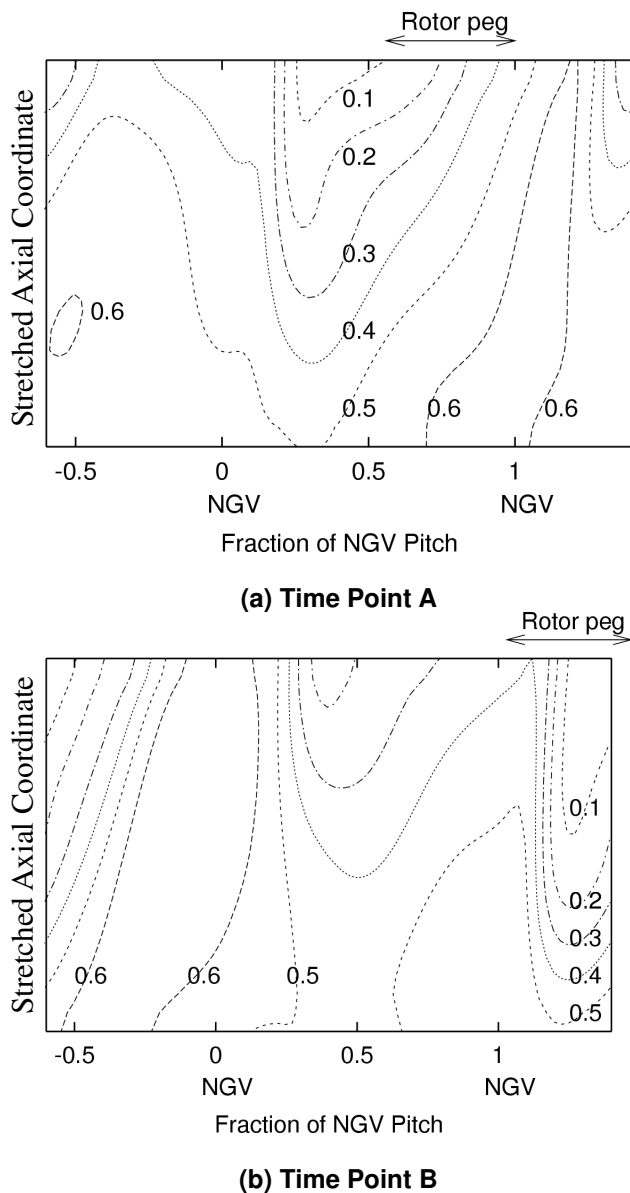 Rotor peg
Stretched Axial Coordinate
0.1
0.2
0.3
0.4
0.5
0.6
0.6
0.6
-0.5 0 0.5 1
NGV NGV
Fraction of NGV Pitch
(a) Time Point A
Rotor peg
Stretched Axial Coordinate
0.1
0.2
0.3
0.4
0.5
0.6 0.6 0.5
-0.5 0 0.5 1
NGV NGV
Fraction of NGV Pitch
(b) Time Point B